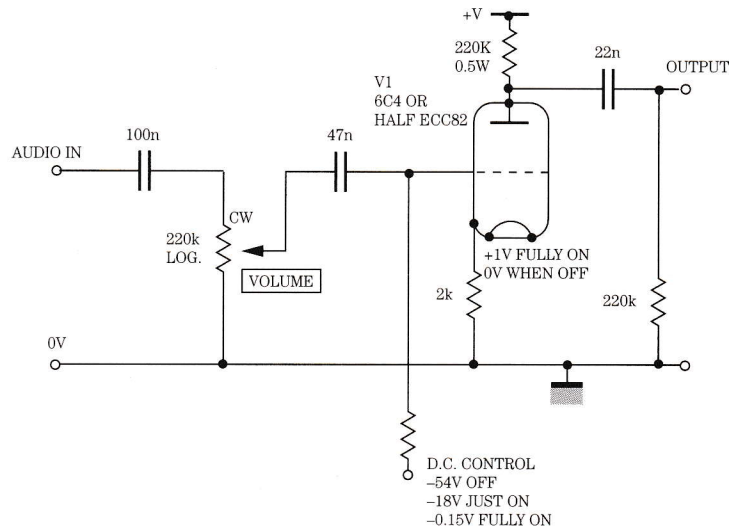 +V
220K
0.5W
22n
OUTPUT
V1
6C4 OR
HALF ECC82
100n
47n
AUDIO IN
CW
220k
LOG.
VOLUME
+1V FULLY ON
0V WHEN OFF
2k
220k
0V
D.C. CONTROL
–54V OFF
–18V JUST ON
–0.15V FULLY ON